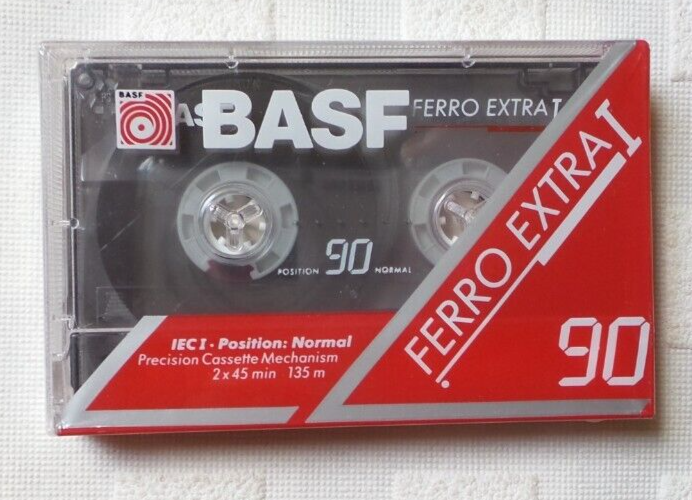 BASF
BASF
FERRO EXTRA I
POSITION 90 NORMAL
FERRO EXTRA I
90
IEC I · Position: Normal
Precision Cassette Mechanism
2 x 45 min 135 m